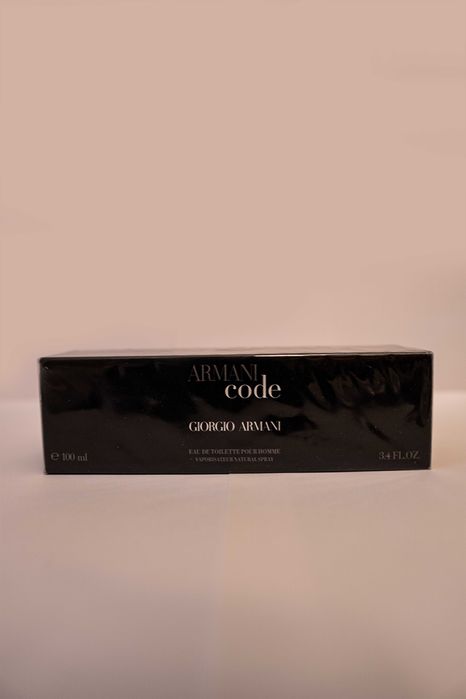 ARMANI
code
GIORGIO ARMANI
EAU DE TOILETTE POUR HOMME
VAPORISATEUR NATURAL SPRAY
℮ 100 ml
3.4 FL.OZ